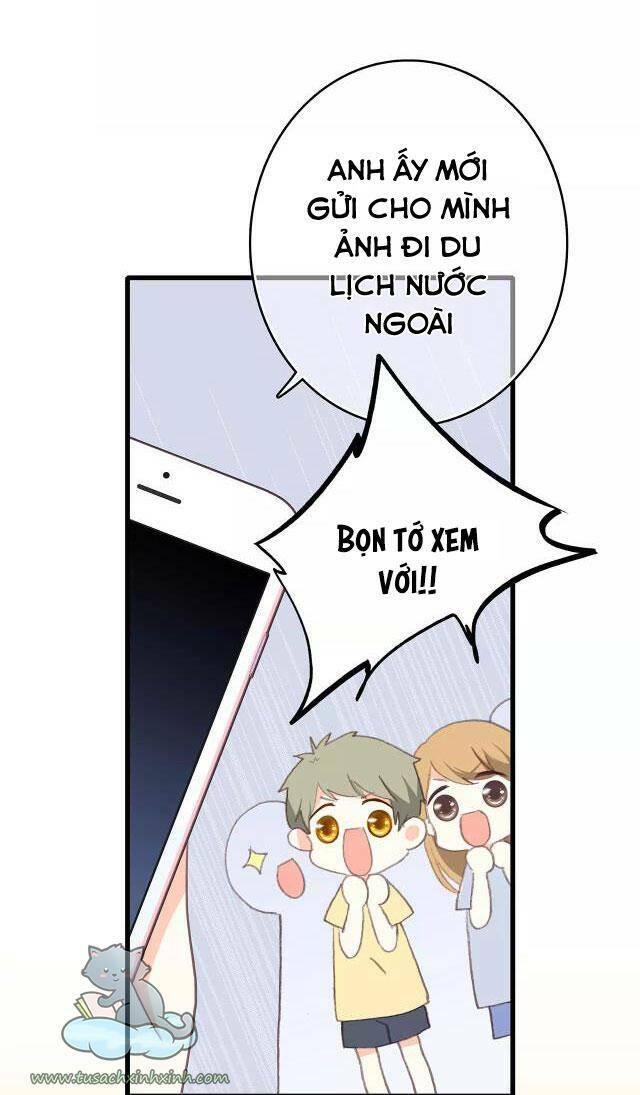 ANH ẤY MỚI
GỬI CHO MÌNH
ẢNH ĐI DU
LỊCH NƯỚC
NGOÀI
BỌN TỚ XEM
VỚI!!
www.tusachxinhxinh.com